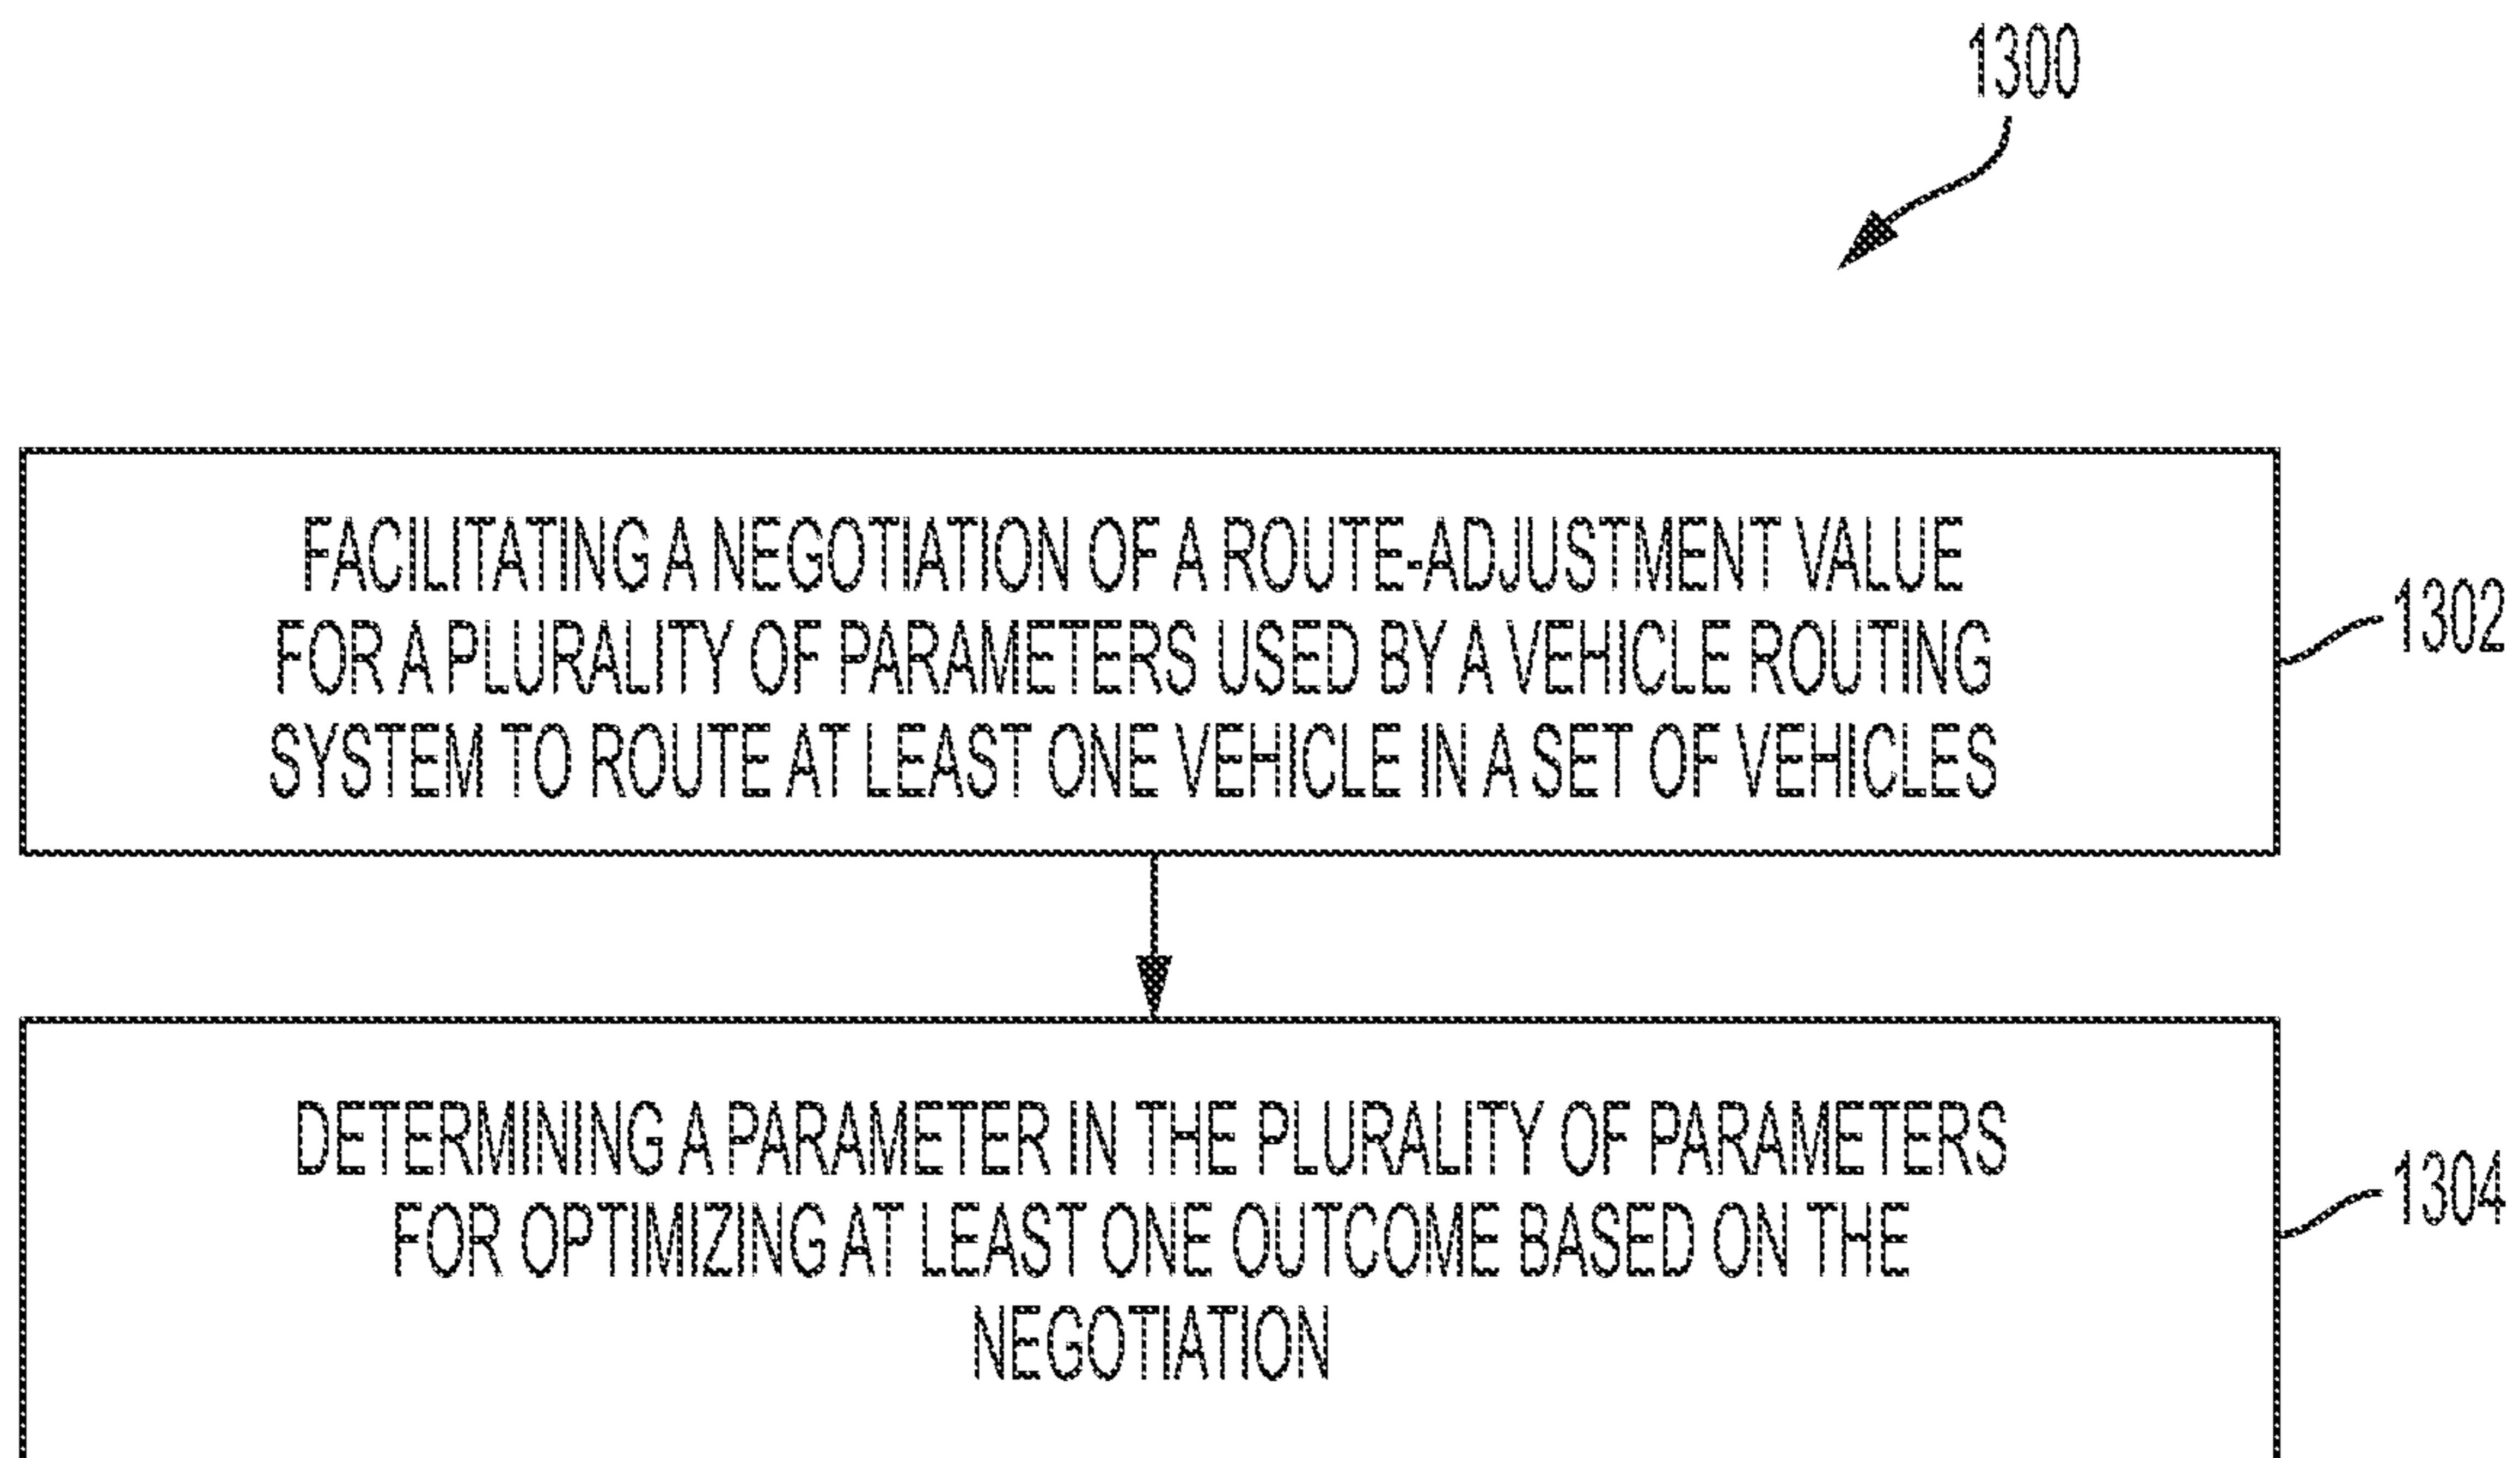 1300
FACILITATING A NEGOTIATION OF A ROUTE-ADJUSTMENT VALUE
FOR A PLURALITY OF PARAMETERS USED BY A VEHICLE ROUTING
SYSTEM TO ROUTE AT LEAST ONE VEHICLE IN A SET OF VEHICLES
1302
DETERMINING A PARAMETER IN THE PLURALITY OF PARAMETERS
FOR OPTIMIZING AT LEAST ONE OUTCOME BASED ON THE
NEGOTIATION
1304